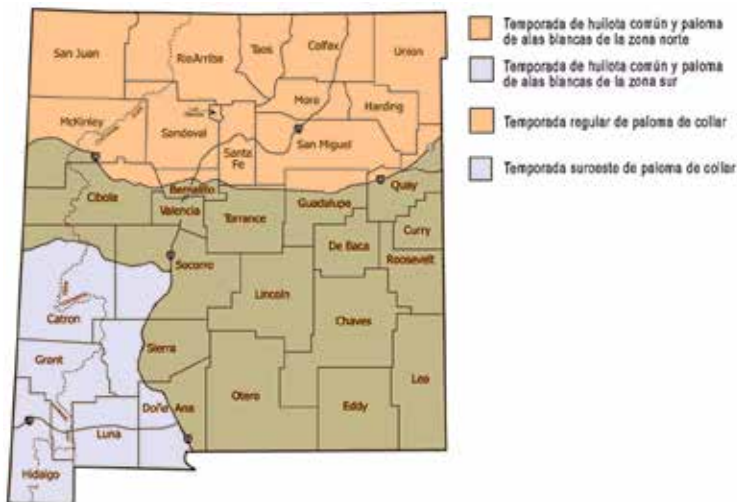 Temporada de huilota común y paloma
de alas blancas de la zona norte
Temporada de huilota común y paloma
de alas blancas de la zona sur
Temporada regular de paloma de collar
Temporada suroeste de paloma de collar
San Juan
Rio Arriba
Taos
Colfax
Union
Mora
Harding
McKinley
Sandoval
Santa
Fe
San Miguel
Bernalillo
Cibola
Valencia
Torrance
Guadalupe
Quay
Curry
De Baca
Roosevelt
Socorro
Lincoln
Catron
Chaves
Sierra
Gront
Otero
Lea
Eddy
Doña Ana
Luna
Hidalgo